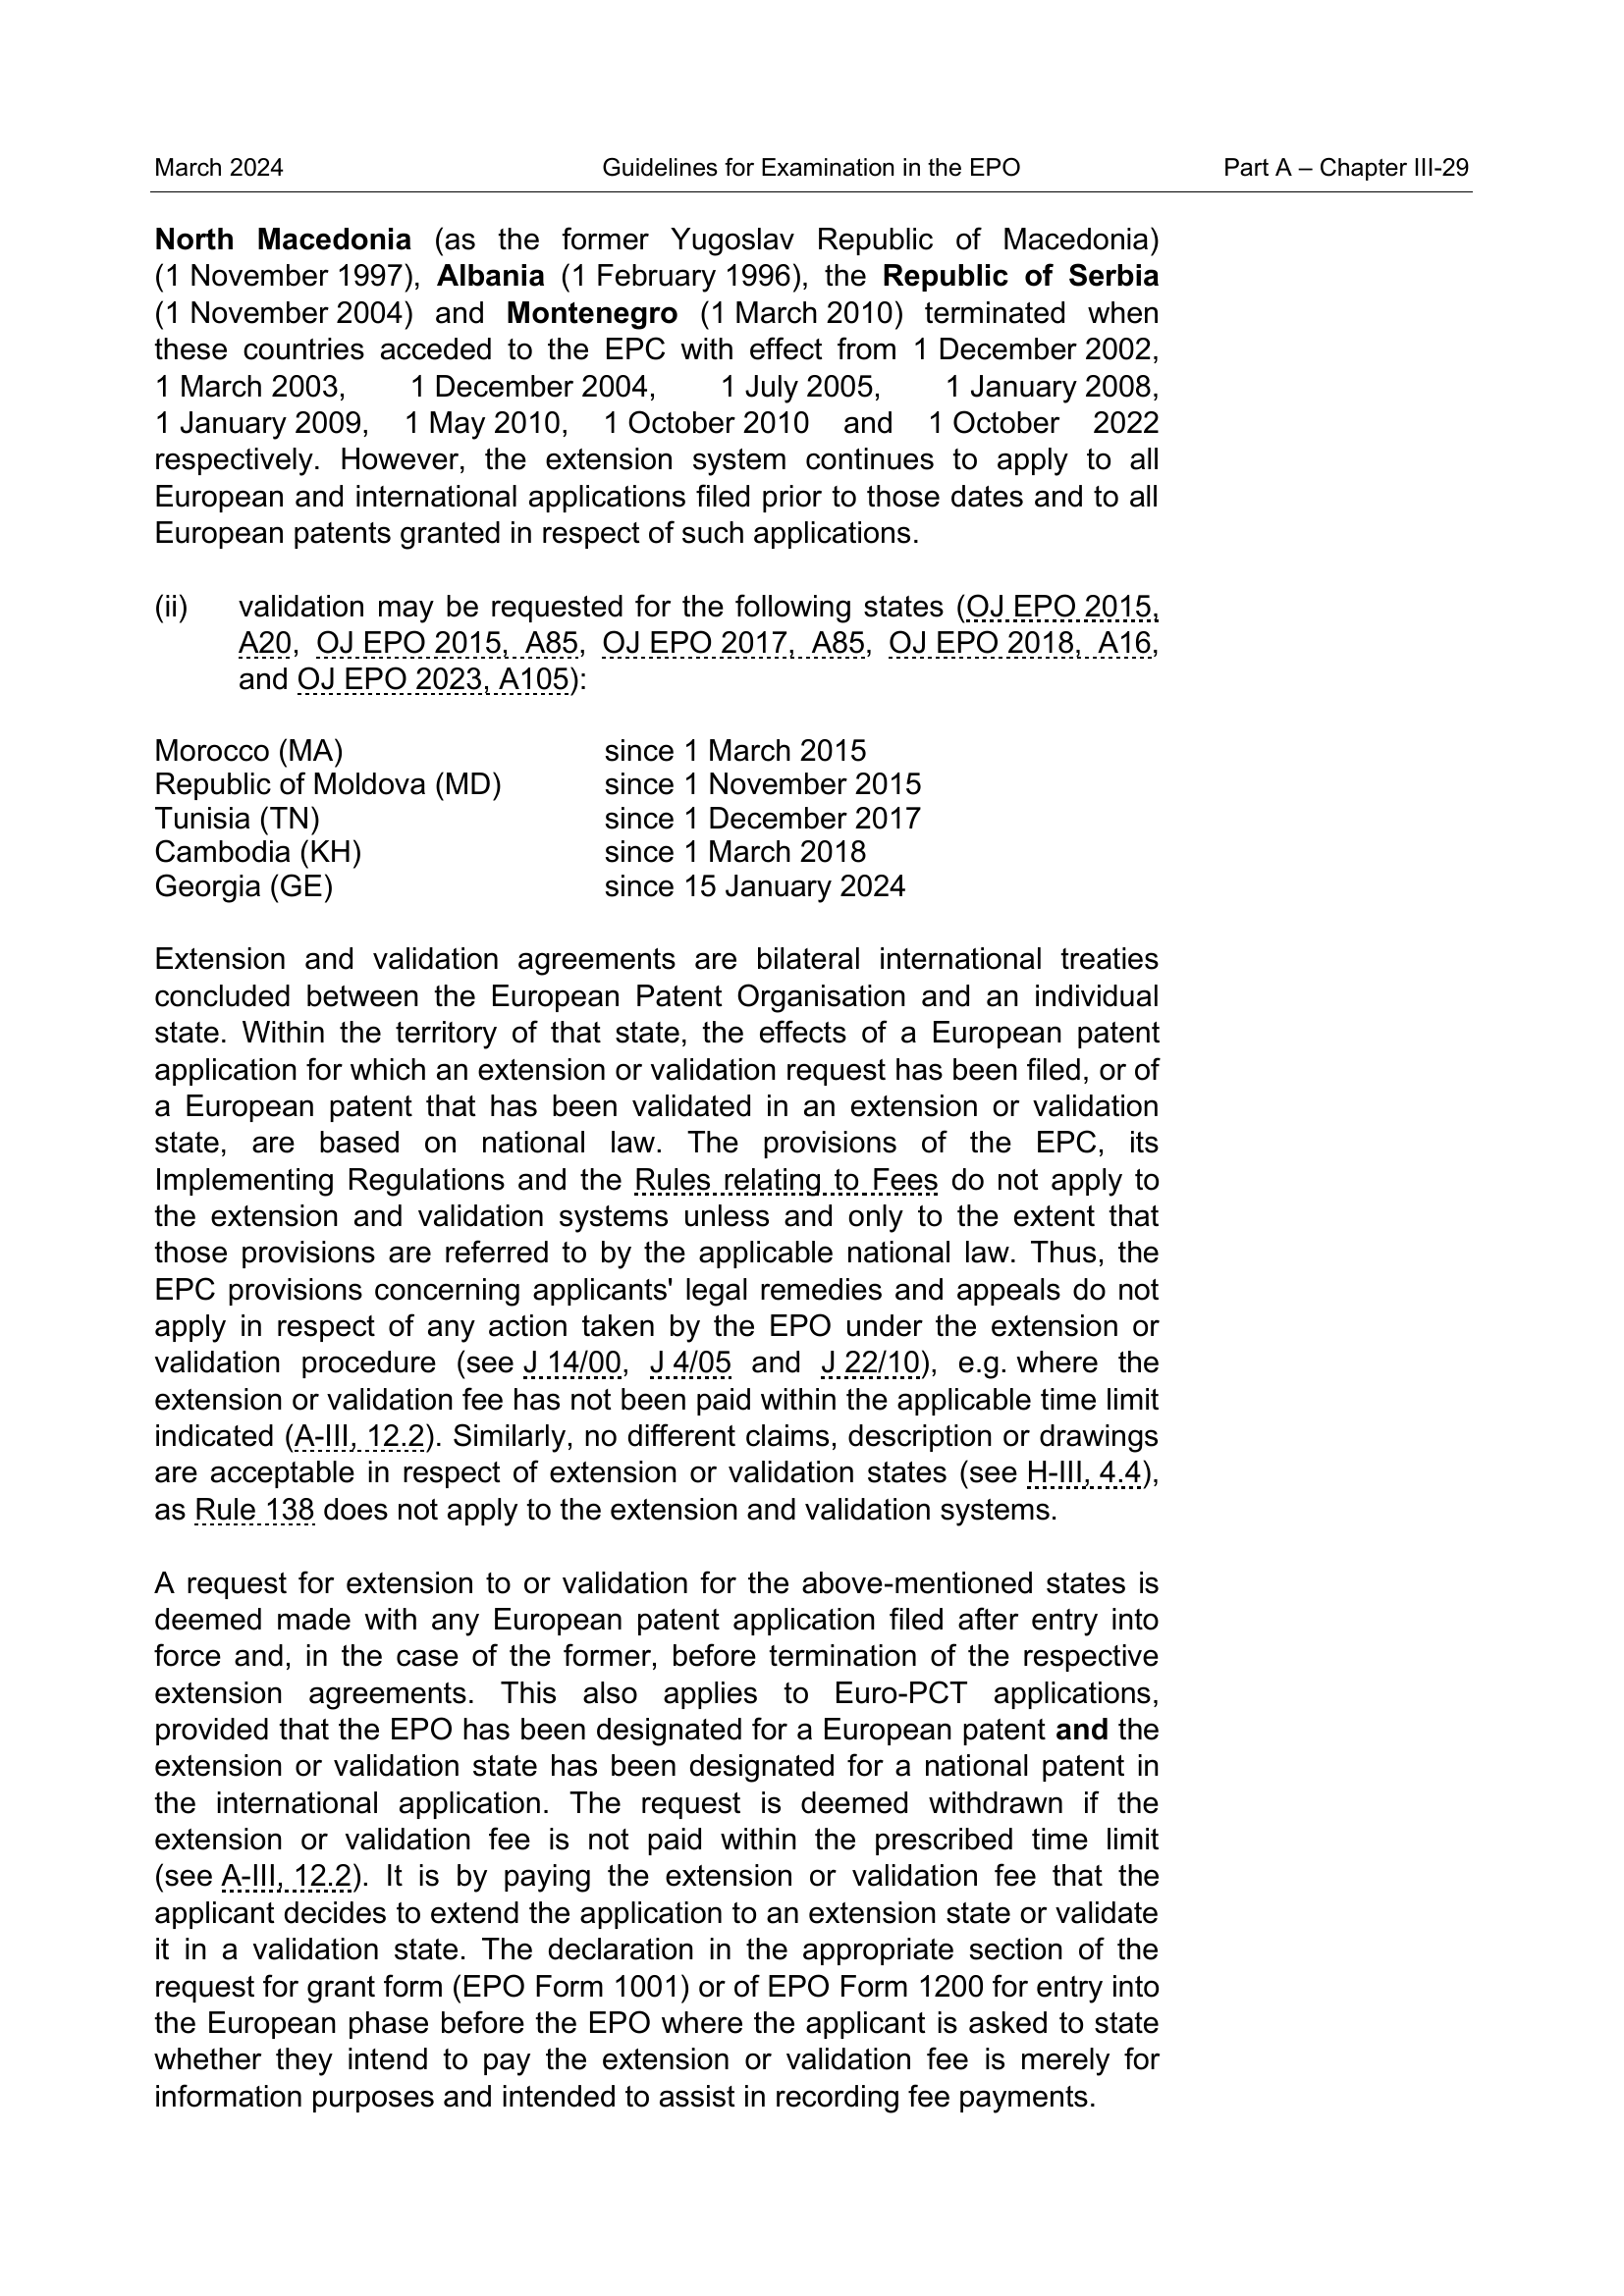 March 2024 Guidelines for Examination in the EPO Part A – Chapter III-29
North Macedonia (as the former Yugoslav Republic of Macedonia)
(1 November 1997), Albania (1 February 1996), the Republic of Serbia
(1 November 2004) and Montenegro (1 March 2010) terminated when
these countries acceded to the EPC with effect from 1 December 2002,
1 March 2003, 1 December 2004, 1 July 2005, 1 January 2008,
1 January 2009, 1 May 2010, 1 October 2010 and 1 October 2022
respectively. However, the extension system continues to apply to all
European and international applications filed prior to those dates and to all
European patents granted in respect of such applications.
(ii) validation may be requested for the following states (OJ EPO 2015,
A20, OJ EPO 2015, A85, OJ EPO 2017, A85, OJ EPO 2018, A16,
and OJ EPO 2023, A105):
Morocco (MA) since 1 March 2015
Republic of Moldova (MD) since 1 November 2015
Tunisia (TN) since 1 December 2017
Cambodia (KH) since 1 March 2018
Georgia (GE) since 15 January 2024
Extension and validation agreements are bilateral international treaties
concluded between the European Patent Organisation and an individual
state. Within the territory of that state, the effects of a European patent
application for which an extension or validation request has been filed, or of
a European patent that has been validated in an extension or validation
state, are based on national law. The provisions of the EPC, its
Implementing Regulations and the Rules relating to Fees do not apply to
the extension and validation systems unless and only to the extent that
those provisions are referred to by the applicable national law. Thus, the
EPC provisions concerning applicants' legal remedies and appeals do not
apply in respect of any action taken by the EPO under the extension or
validation procedure (see J 14/00, J 4/05 and J 22/10), e.g. where the
extension or validation fee has not been paid within the applicable time limit
indicated (A-III, 12.2). Similarly, no different claims, description or drawings
are acceptable in respect of extension or validation states (see H-III, 4.4),
as Rule 138 does not apply to the extension and validation systems.
A request for extension to or validation for the above-mentioned states is
deemed made with any European patent application filed after entry into
force and, in the case of the former, before termination of the respective
extension agreements. This also applies to Euro-PCT applications,
provided that the EPO has been designated for a European patent and the
extension or validation state has been designated for a national patent in
the international application. The request is deemed withdrawn if the
extension or validation fee is not paid within the prescribed time limit
(see A-III, 12.2). It is by paying the extension or validation fee that the
applicant decides to extend the application to an extension state or validate
it in a validation state. The declaration in the appropriate section of the
request for grant form (EPO Form 1001) or of EPO Form 1200 for entry into
the European phase before the EPO where the applicant is asked to state
whether they intend to pay the extension or validation fee is merely for
information purposes and intended to assist in recording fee payments.